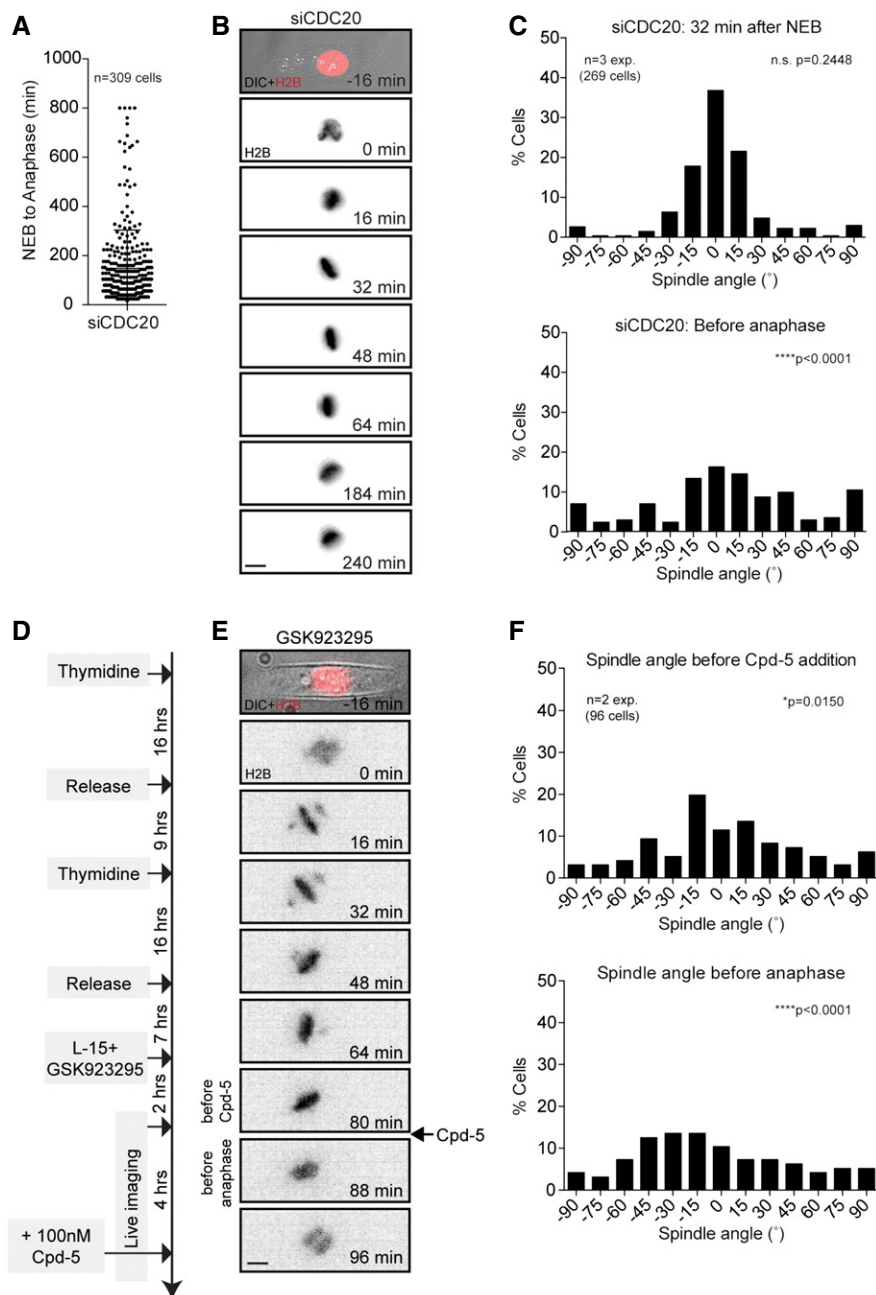 A
1000
800
600
400
200
0
NEB to Anaphase (min)
n=309 cells
siCDC20
B
siCDC20
DIC+H2B
-16 min
H2B
0 min
16 min
32 min
48 min
64 min
184 min
240 min
C
siCDC20: 32 min after NEB
n=3 exp.
(269 cells)
n.s. p=0.2448
50
40
30
20
10
0
% Cells
-90 -75 -60 -45 -30 -15 0 15 30 45 60 75 90
Spindle angle (°)
siCDC20: Before anaphase
****p<0.0001
50
40
30
20
10
0
% Cells
-90 -75 -60 -45 -30 -15 0 15 30 45 60 75 90
Spindle angle (°)
D
Thymidine
16 hrs
Release
9 hrs
Thymidine
16 hrs
Release
7 hrs
L-15+
GSK923295
2 hrs
Live imaging
4 hrs
+ 100nM
Cpd-5
E
GSK923295
DIC+H2B
-16 min
H2B
0 min
16 min
32 min
48 min
64 min
before
Cpd-5
80 min
Cpd-5
before
anaphase
88 min
96 min
F
Spindle angle before Cpd-5 addition
n=2 exp.
(96 cells)
*p=0.0150
50
40
30
20
10
0
% Cells
-90 -75 -60 -45 -30 -15 0 15 30 45 60 75 90
Spindle angle (°)
Spindle angle before anaphase
****p<0.0001
50
40
30
20
10
0
% Cells
-90 -75 -60 -45 -30 -15 0 15 30 45 60 75 90
Spindle angle (°)